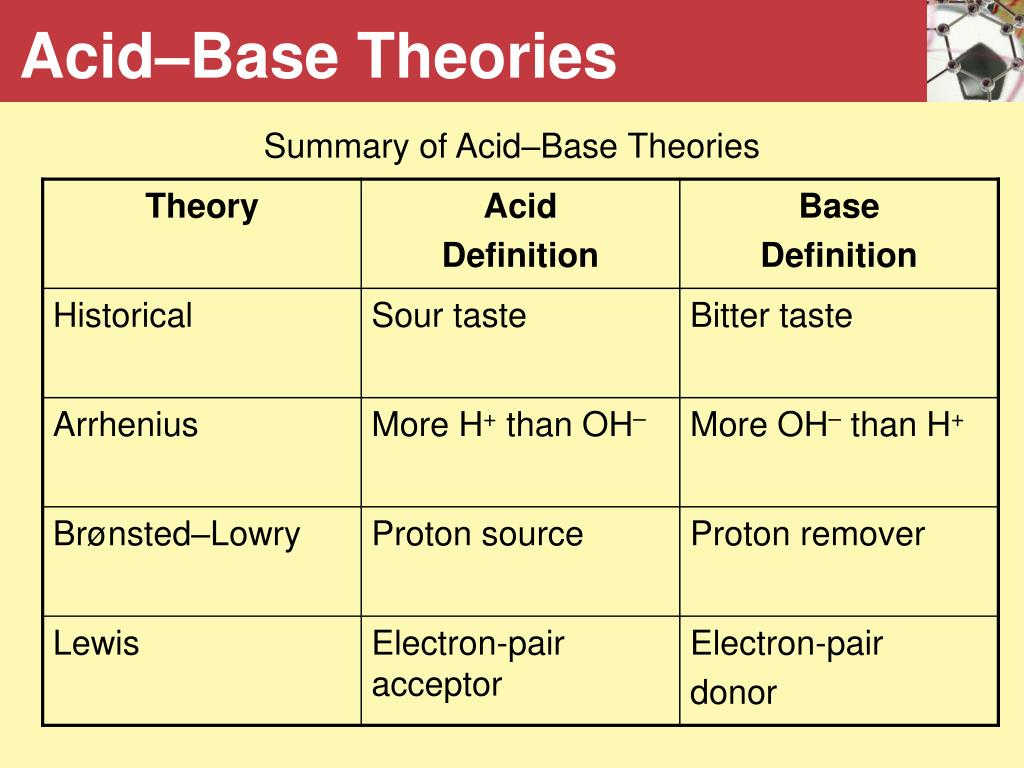 Acid–Base Theories
Summary of Acid–Base Theories
Theory
Acid
Definition
Base
Definition
Historical
Sour taste
Bitter taste
Arrhenius
More H⁺ than OH⁻
More OH⁻ than H⁺
Brønsted–Lowry
Proton source
Proton remover
Lewis
Electron-pair
acceptor
Electron-pair
donor